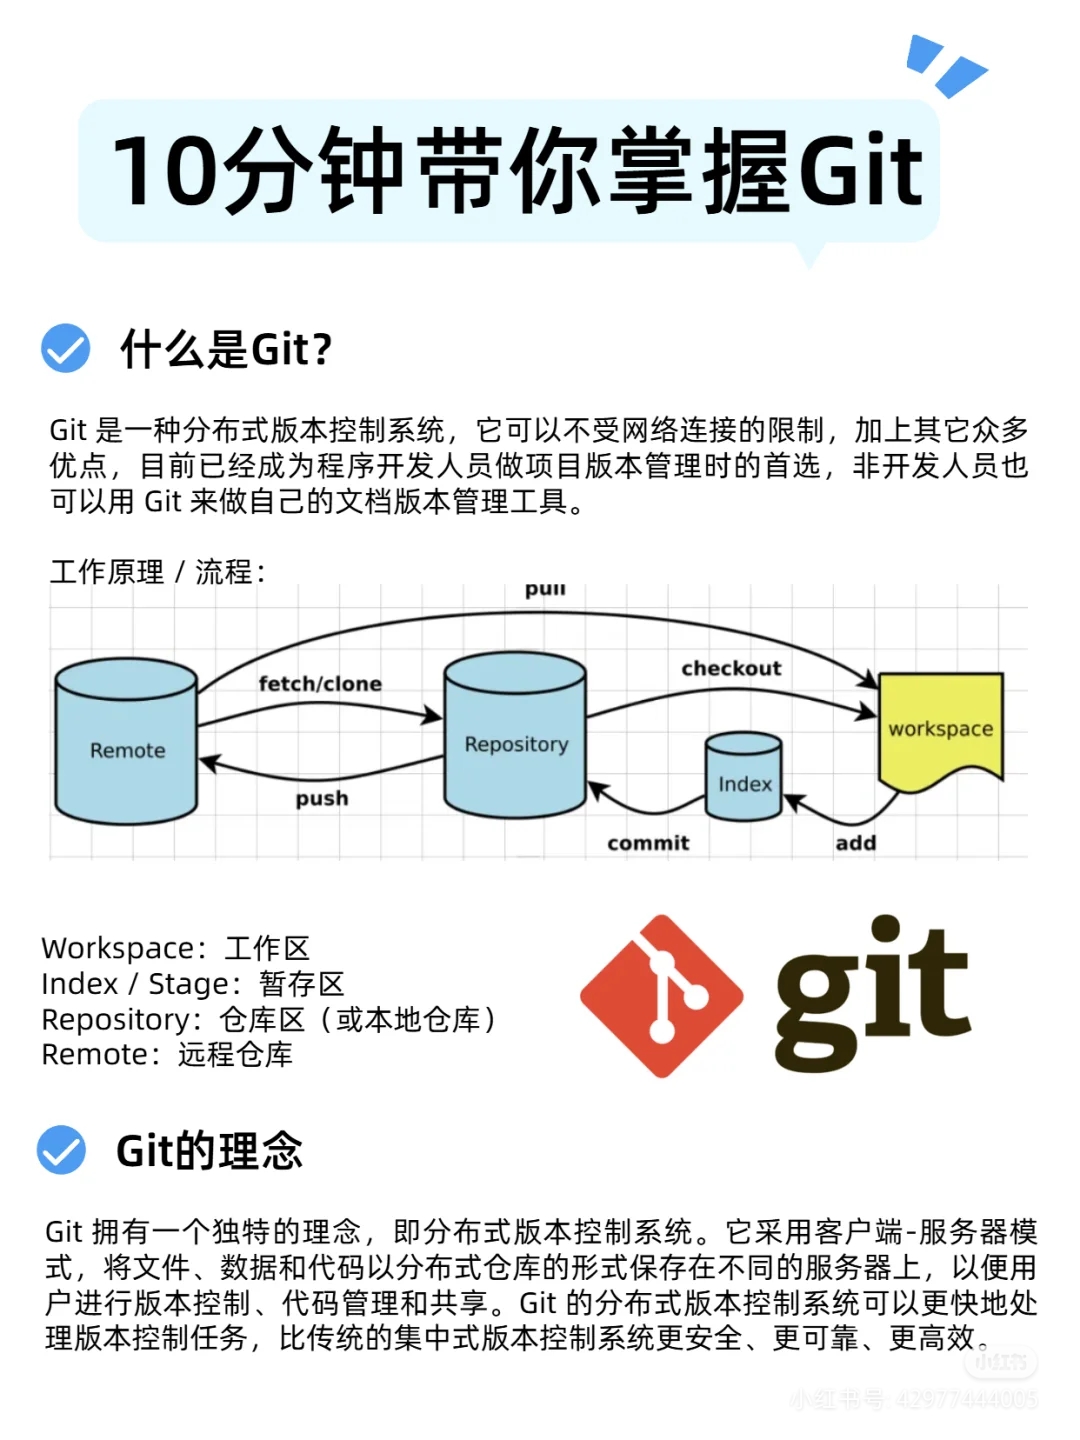 10分钟带你掌握Git
什么是Git?
Git 是一种分布式版本控制系统，它可以不受网络连接的限制，加上其它众多
优点，目前已经成为程序开发人员做项目版本管理时的首选，非开发人员也
可以用 Git 来做自己的文档版本管理工具。
工作原理 / 流程：
pull
fetch/clone
checkout
Remote
Repository
workspace
Index
push
commit
add
Workspace：工作区
Index / Stage：暂存区
Repository：仓库区（或本地仓库）
Remote：远程仓库
git
Git的理念
Git 拥有一个独特的理念，即分布式版本控制系统。它采用客户端-服务器模
式，将文件、数据和代码以分布式仓库的形式保存在不同的服务器上，以便用
户进行版本控制、代码管理和共享。Git 的分布式版本控制系统可以更快地处
理版本控制任务，比传统的集中式版本控制系统更安全、更可靠、更高效。
小红书
小红书号: 42977444005